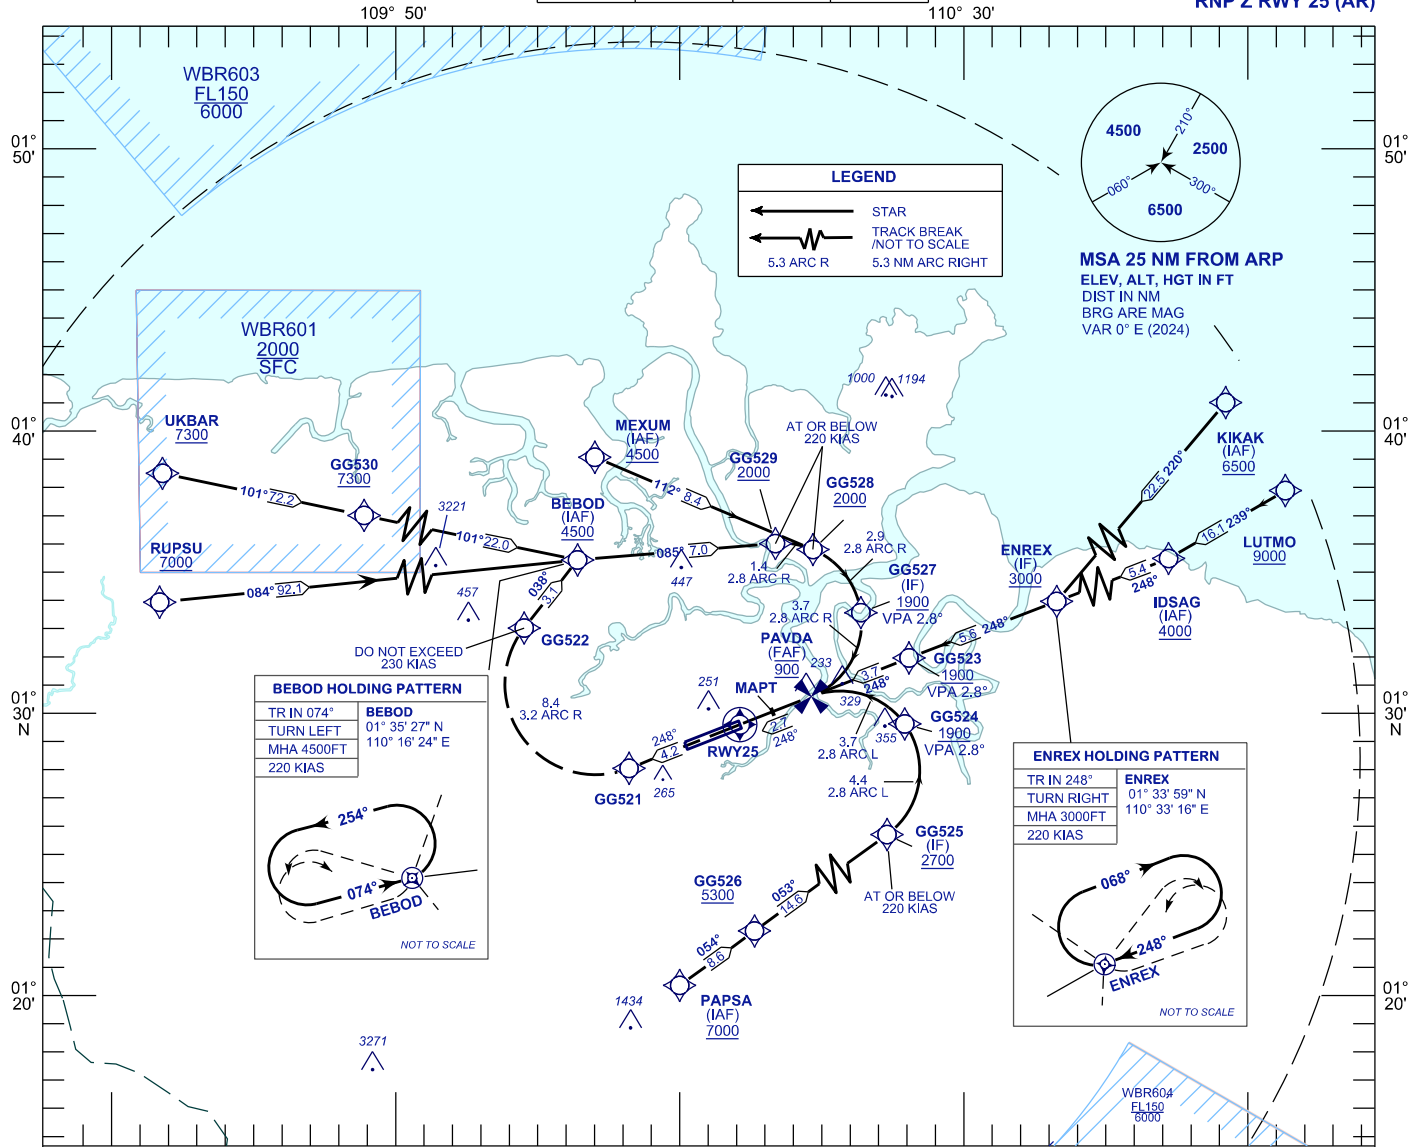 RNP Z RWY 25 (AR)
109° 50'
110° 30'
WBR603
FL150
6000
01°
50'
01°
50'
4500
210°
2500
060°
300°
6500
LEGEND
STAR
TRACK BREAK
/NOT TO SCALE
5.3 ARC R
5.3 NM ARC RIGHT
MSA 25 NM FROM ARP
ELEV, ALT, HGT IN FT
DIST IN NM
BRG ARE MAG
VAR 0° E (2024)
WBR601
2000
SFC
1000
1194
01°
40'
01°
40'
UKBAR
7300
MEXUM
(IAF)
4500
AT OR BELOW
220 KIAS
KIKAK
(IAF)
6500
GG530
7300
GG529
2000
GG528
2000
101° 72.2
112° 8.4
22.5 220°
3221
BEBOD
(IAF)
4500
16.1 239°
LUTMO
9000
101° 22.0
RUPSU
7000
085° 7.0
447
1.4
2.8 ARC R
2.9
2.8 ARC R
ENREX
(IF)
3000
GG527
(IF)
1900
VPA 2.8°
5.4
248°
IDSAG
(IAF)
4000
084° 92.1
457
038°
3.1
3.7
2.8 ARC R
GG522
DO NOT EXCEED
230 KIAS
PAVDA
(FAF)
900
233
5.6 248°
GG523
1900
VPA 2.8°
3.7
248°
329
251
MAPT
8.4
3.2 ARC R
GG524
1900
VPA 2.8°
355
01°
30'
N
01°
30'
N
248°
4.2
RWY25
2.7
248°
3.7
2.8 ARC L
4.4
2.8 ARC L
GG521
265
BEBOD HOLDING PATTERN
TR IN 074°
TURN LEFT
MHA 4500FT
220 KIAS
BEBOD
01° 35' 27" N
110° 16' 24" E
254°
074°
BEBOD
NOT TO SCALE
ENREX HOLDING PATTERN
TR IN 248°
TURN RIGHT
MHA 3000FT
220 KIAS
ENREX
01° 33' 59" N
110° 33' 16" E
068°
248°
ENREX
NOT TO SCALE
GG525
(IF)
2700
AT OR BELOW
220 KIAS
GG526
5300
053°
14.6
054°
8.6
PAPSA
(IAF)
7000
1434
3271
01°
20'
01°
20'
WBR604
FL150
6000